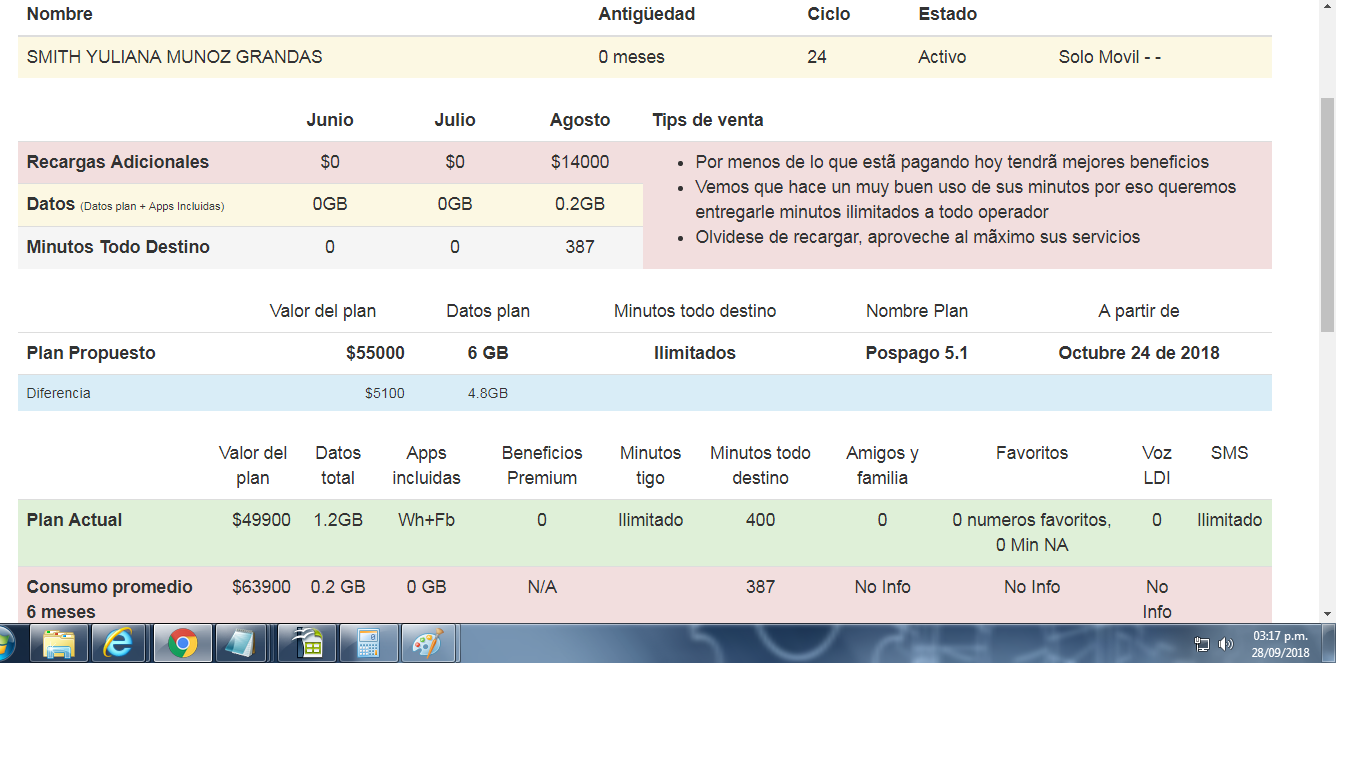 Nombre Antigüedad Ciclo Estado
SMITH YULIANA MUNOZ GRANDAS 0 meses 24 Activo Solo Movil - -
Junio Julio Agosto Tips de venta
Recargas Adicionales $0 $0 $14000
• Por menos de lo que estã pagando hoy tendrã mejores beneficios
• Vemos que hace un muy buen uso de sus minutos por eso queremos
entregarle minutos ilimitados a todo operador
• Olvidese de recargar, aproveche al mãximo sus servicios
Datos (Datos plan + Apps Incluidas) 0GB 0GB 0.2GB
Minutos Todo Destino 0 0 387
Valor del plan Datos plan Minutos todo destino Nombre Plan A partir de
Plan Propuesto $55000 6 GB Ilimitados Pospago 5.1 Octubre 24 de 2018
Diferencia $5100 4.8GB
Valor del Datos Apps Beneficios Minutos Minutos todo Amigos y Favoritos Voz SMS
plan total incluidas Premium tigo destino familia LDI
Plan Actual $49900 1.2GB Wh+Fb 0 Ilimitado 400 0 0 numeros favoritos, 0 Ilimitado
0 Min NA
Consumo promedio $63900 0.2 GB 0 GB N/A 387 No Info No Info No
6 meses Info
03:17 p.m.
28/09/2018